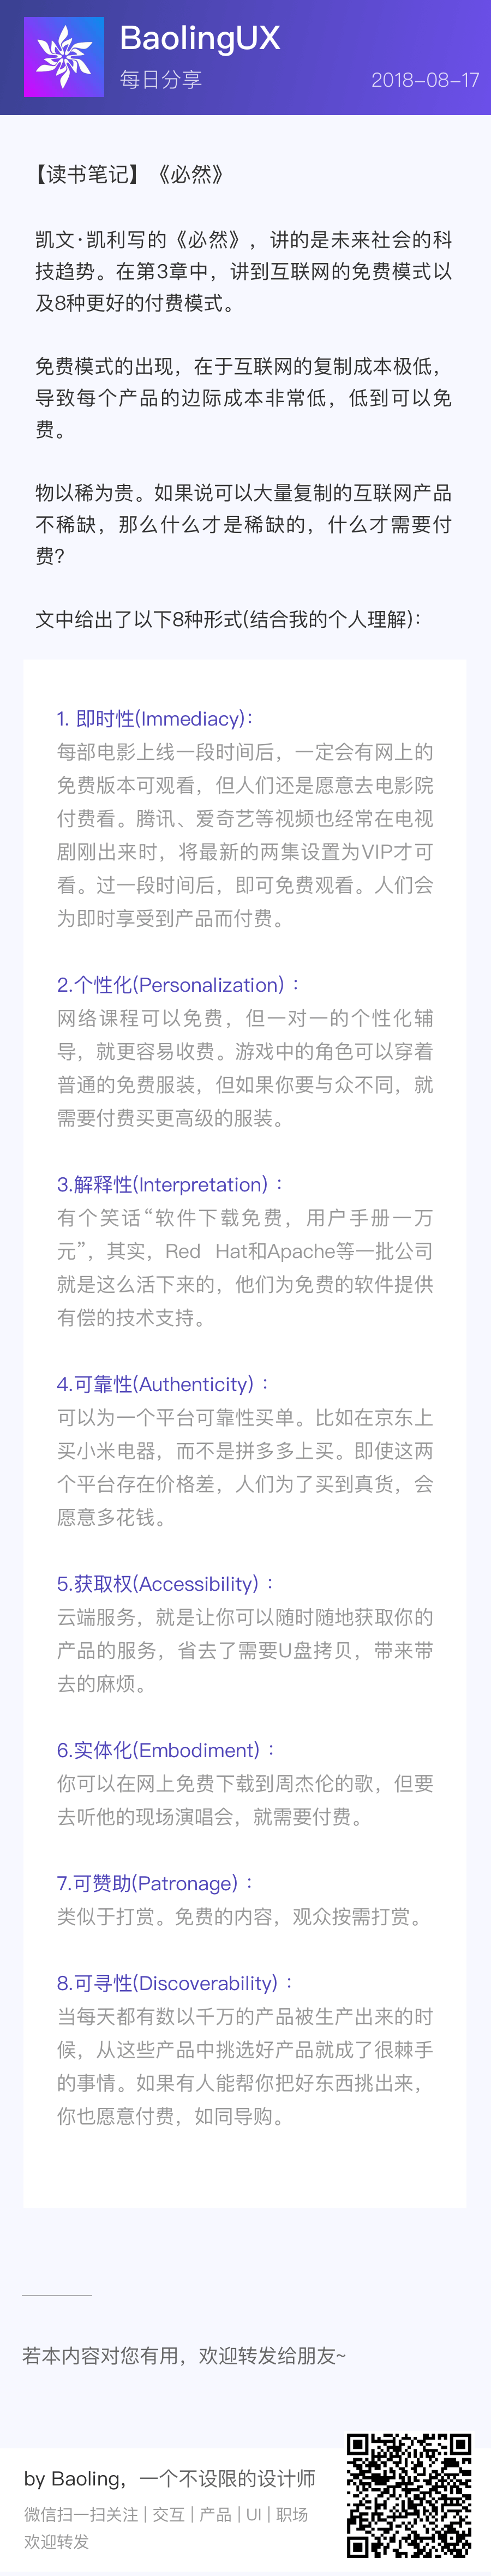 BaolingUX
每日分享
2018-08-17
【读书笔记】《必然》
凯文·凯利写的《必然》，讲的是未来社会的科
技趋势。在第3章中，讲到互联网的免费模式以
及8种更好的付费模式。
免费模式的出现，在于互联网的复制成本极低，
导致每个产品的边际成本非常低，低到可以免
费。
物以稀为贵。如果说可以大量复制的互联网产品
不稀缺，那么什么才是稀缺的，什么才需要付
费？
文中给出了以下8种形式(结合我的个人理解)：
1. 即时性(Immediacy)：
每部电影上线一段时间后，一定会有网上的
免费版本可观看，但人们还是愿意去电影院
付费看。腾讯、爱奇艺等视频也经常在电视
剧刚出来时，将最新的两集设置为VIP才可
看。过一段时间后，即可免费观看。人们会
为即时享受到产品而付费。
2.个性化(Personalization)：
网络课程可以免费，但一对一的个性化辅
导，就更容易收费。游戏中的角色可以穿着
普通的免费服装，但如果你要与众不同，就
需要付费买更高级的服装。
3.解释性(Interpretation)：
有个笑话“软件下载免费，用户手册一万
元”，其实，Red Hat和Apache等一批公司
就是这么活下来的，他们为免费的软件提供
有偿的技术支持。
4.可靠性(Authenticity)：
可以为一个平台可靠性买单。比如在京东上
买小米电器，而不是拼多多上买。即使这两
个平台存在价格差，人们为了买到真货，会
愿意多花钱。
5.获取权(Accessibility)：
云端服务，就是让你可以随时随地获取你的
产品的服务，省去了需要U盘拷贝，带来带
去的麻烦。
6.实体化(Embodiment)：
你可以在网上免费下载到周杰伦的歌，但要
去听他的现场演唱会，就需要付费。
7.可赞助(Patronage)：
类似于打赏。免费的内容，观众按需打赏。
8.可寻性(Discoverability)：
当每天都有数以千万的产品被生产出来的时
候，从这些产品中挑选好产品就成了很棘手
的事情。如果有人能帮你把好东西挑出来，
你也愿意付费，如同导购。
若本内容对您有用，欢迎转发给朋友~
by Baoling，一个不设限的设计师
微信扫一扫关注 | 交互 | 产品 | UI | 职场
欢迎转发